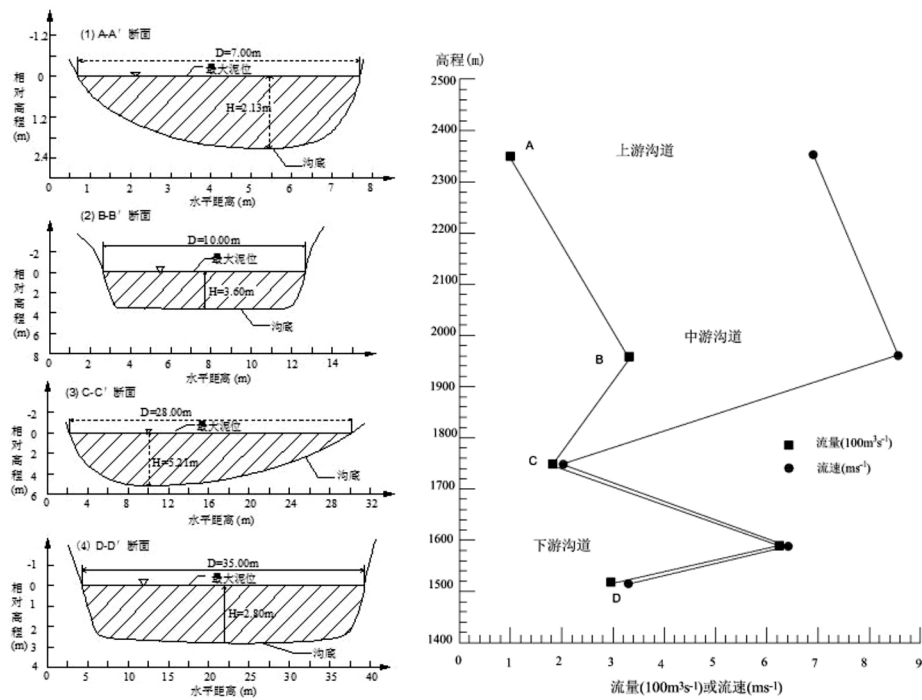 (1) A-A′ 断面
-1.2
0
1.2
2.4
相对高程(m)
D=7.00m
最大泥位
H=2.13m
沟底
0 1 2 3 4 5 6 7 8
水平距离 (m)
(2) B-B′ 断面
-2
0
2
4
6
8
相对高程(m)
D=10.00m
最大泥位
H=3.60m
沟底
0 2 4 6 8 10 12 14
水平距离 (m)
(3) C-C′ 断面
-2
0
2
4
6
相对高程(m)
D=28.00m
最大泥位
H=5.21m
沟底
0 4 8 12 16 20 24 28 32
水平距离 (m)
(4) D-D′ 断面
-1
0
1
2
3
4
相对高程(m)
D=35.00m
最大泥位
H=2.80m
沟底
0 5 10 15 20 25 30 35 40
水平距离 (m)
高程(m)
2500
2400
2300
2200
2100
2000
1900
1800
1700
1600
1500
1400
A
上游沟道
中游沟道
B
C
流量(100m³s⁻¹)
流速(ms⁻¹)
下游沟道
D
0 1 2 3 4 5 6 7 8 9
流量(100m³s⁻¹)或流速(ms⁻¹)